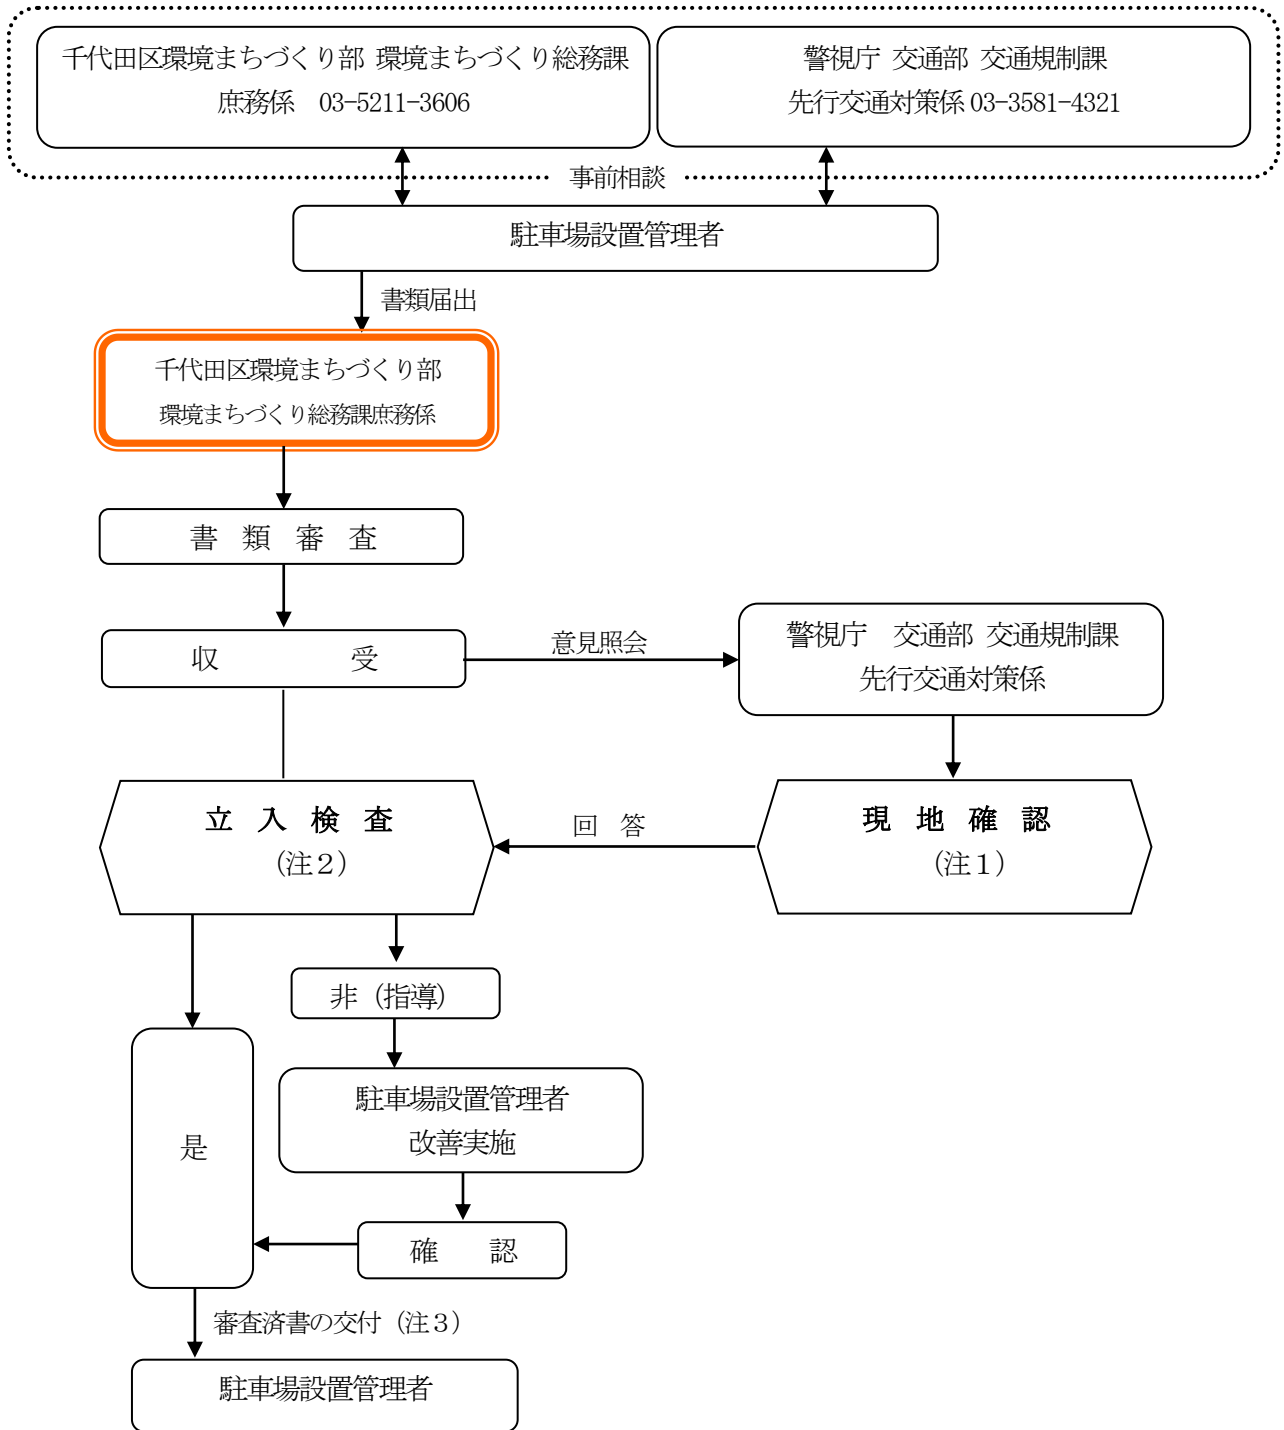 千代田区環境まちづくり部 環境まちづくり総務課
庶務係　03-5211-3606
警視庁 交通部 交通規制課
先行交通対策係 03-3581-4321
事前相談
駐車場設置管理者
書類届出
千代田区環境まちづくり部
環境まちづくり総務課庶務係
書　類　審　査
収　　　　　受
意見照会
警視庁　交通部 交通規制課
先行交通対策係
立　入　検　査
（注２）
回　答
現　地　確　認
（注１）
非（指導）
駐車場設置管理者
改善実施
是
確　　認
審査済書の交付（注３）
駐車場設置管理者